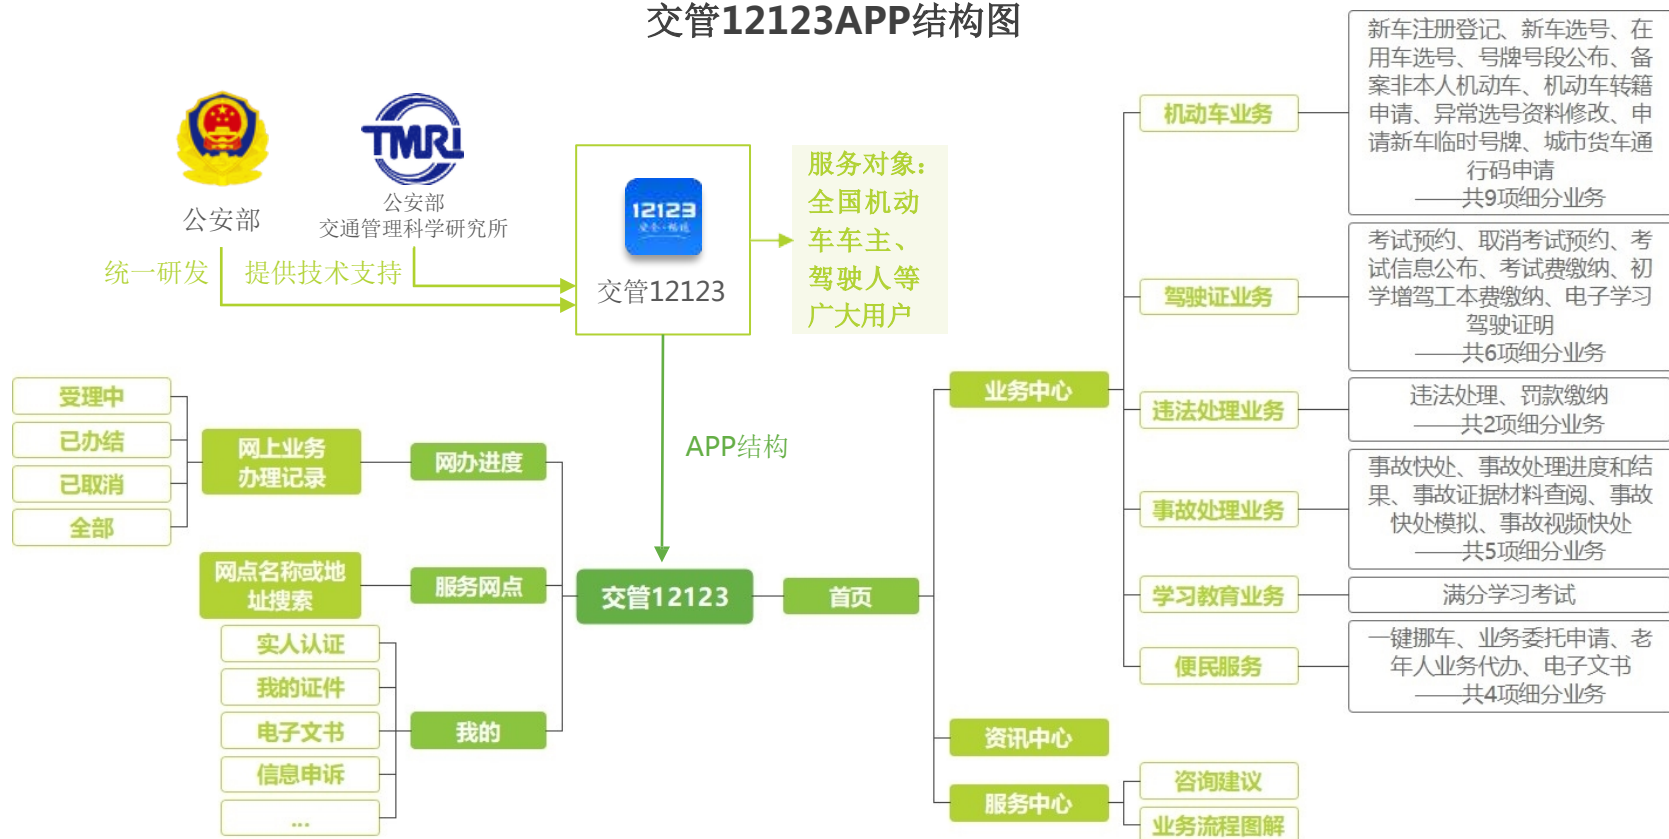 交管12123APP结构图
TMRI
公安部
公安部
交通管理科学研究所
统一研发
提供技术支持
12123
交管12123
服务对象：
全国机动
车车主、
驾驶人等
广大用户
APP结构
受理中
已办结
已取消
全部
网上业务
办理记录
网办进度
网点名称或地
址搜索
服务网点
实人认证
我的证件
电子文书
信息申诉
...
我的
交管12123
首页
业务中心
机动车业务
新车注册登记、新车选号、在
用车选号、号牌号段公布、备
案非本人机动车、机动车转籍
申请、异常选号资料修改、申
请新车临时号牌、城市货车通
行码申请
——共9项细分业务
驾驶证业务
考试预约、取消考试预约、考
试信息公布、考试费缴纳、初
学增驾工本费缴纳、电子学习
驾驶证明
——共6项细分业务
违法处理业务
违法处理、罚款缴纳
——共2项细分业务
事故处理业务
事故快处、事故处理进度和结
果、事故证据材料查阅、事故
快处模拟、事故视频快处
——共5项细分业务
学习教育业务
满分学习考试
便民服务
一键挪车、业务委托申请、老
年人业务代办、电子文书
——共4项细分业务
资讯中心
服务中心
咨询建议
业务流程图解